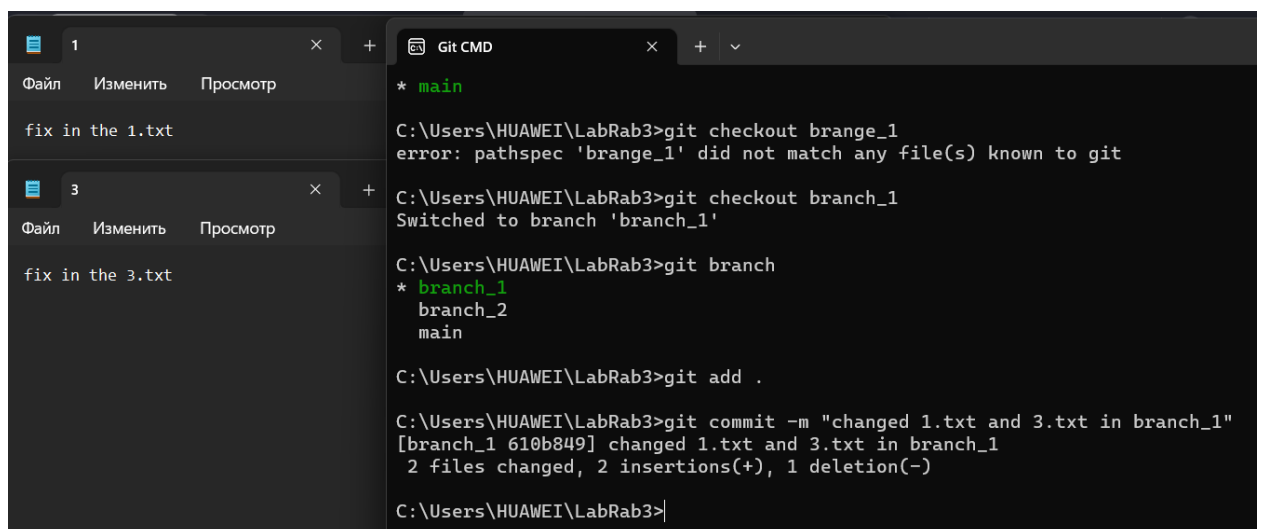 1
Файл Изменить Просмотр
fix in the 1.txt
3
Файл Изменить Просмотр
fix in the 3.txt
Git CMD
* main
C:\Users\HUAWEI\LabRab3>git checkout brange_1
error: pathspec 'brange_1' did not match any file(s) known to git
C:\Users\HUAWEI\LabRab3>git checkout branch_1
Switched to branch 'branch_1'
C:\Users\HUAWEI\LabRab3>git branch
* branch_1
branch_2
main
C:\Users\HUAWEI\LabRab3>git add .
C:\Users\HUAWEI\LabRab3>git commit -m "changed 1.txt and 3.txt in branch_1"
[branch_1 610b849] changed 1.txt and 3.txt in branch_1
2 files changed, 2 insertions(+), 1 deletion(-)
C:\Users\HUAWEI\LabRab3>